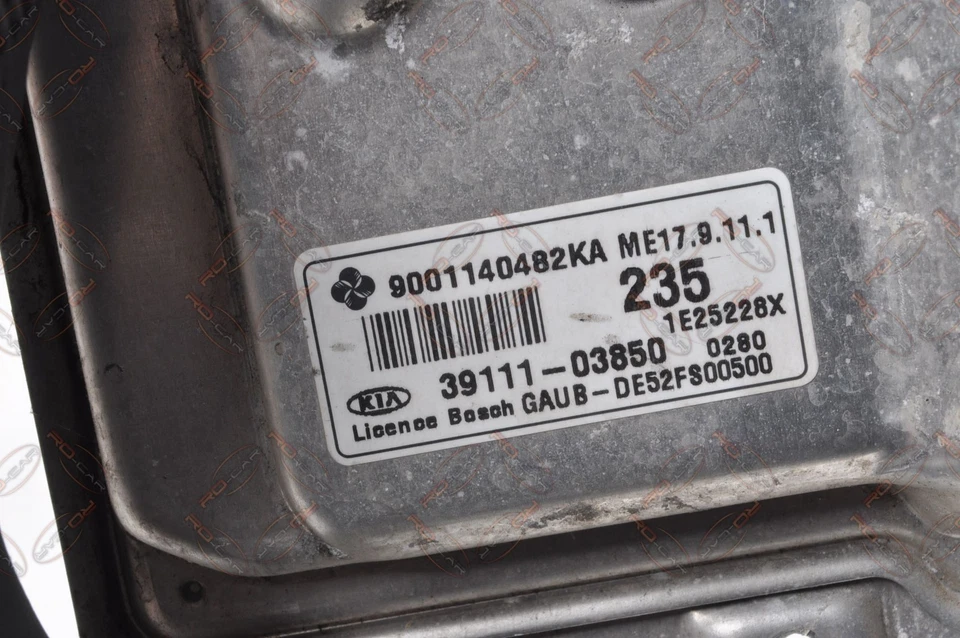 9001140482KA ME17.9.11.1
235
1E25228X
39111-03850 0280
KIA
Licence Bosch GAUB-DE52FS00500